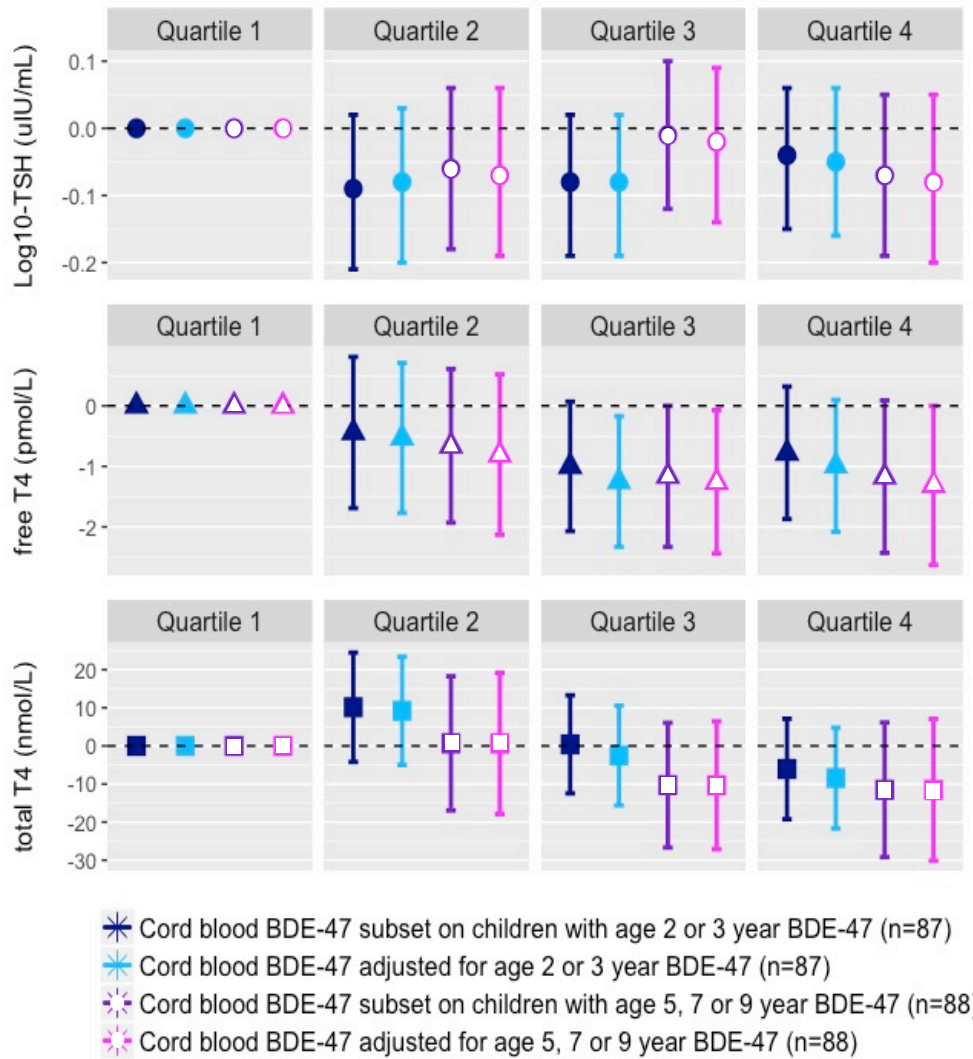 Quartile 1 Quartile 2 Quartile 3 Quartile 4
Log10-TSH (uIU/mL)
0.1
0.0
-0.1
-0.2
Quartile 1 Quartile 2 Quartile 3 Quartile 4
free T4 (pmol/L)
0
-1
-2
Quartile 1 Quartile 2 Quartile 3 Quartile 4
total T4 (nmol/L)
20
10
0
-10
-20
-30
Cord blood BDE-47 subset on children with age 2 or 3 year BDE-47 (n=87)
Cord blood BDE-47 adjusted for age 2 or 3 year BDE-47 (n=87)
Cord blood BDE-47 subset on children with age 5, 7 or 9 year BDE-47 (n=88)
Cord blood BDE-47 adjusted for age 5, 7 or 9 year BDE-47 (n=88)